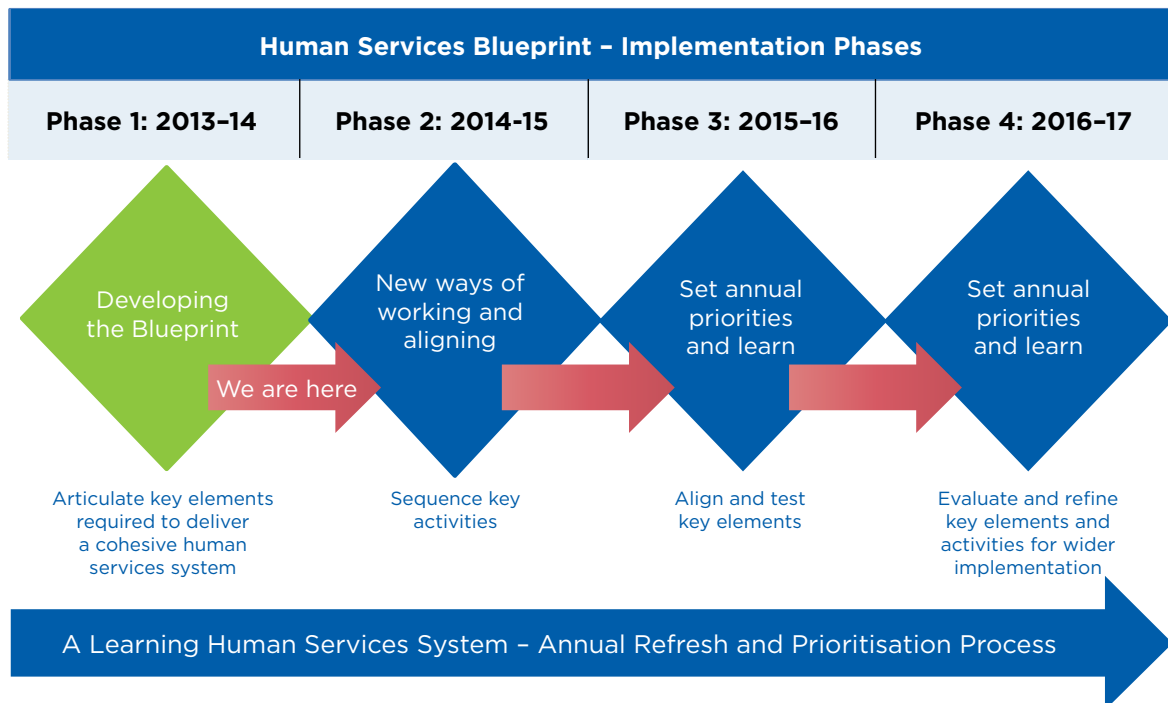 Human Services Blueprint – Implementation Phases
Phase 1: 2013–14
Phase 2: 2014-15
Phase 3: 2015–16
Phase 4: 2016–17
Developing
the Blueprint
New ways of
working and
aligning
Set annual
priorities
and learn
Set annual
priorities
and learn
We are here
Articulate key elements
required to deliver
a cohesive human
services system
Sequence key
activities
Align and test
key elements
Evaluate and refine
key elements and
activities for wider
implementation
A Learning Human Services System – Annual Refresh and Prioritisation Process